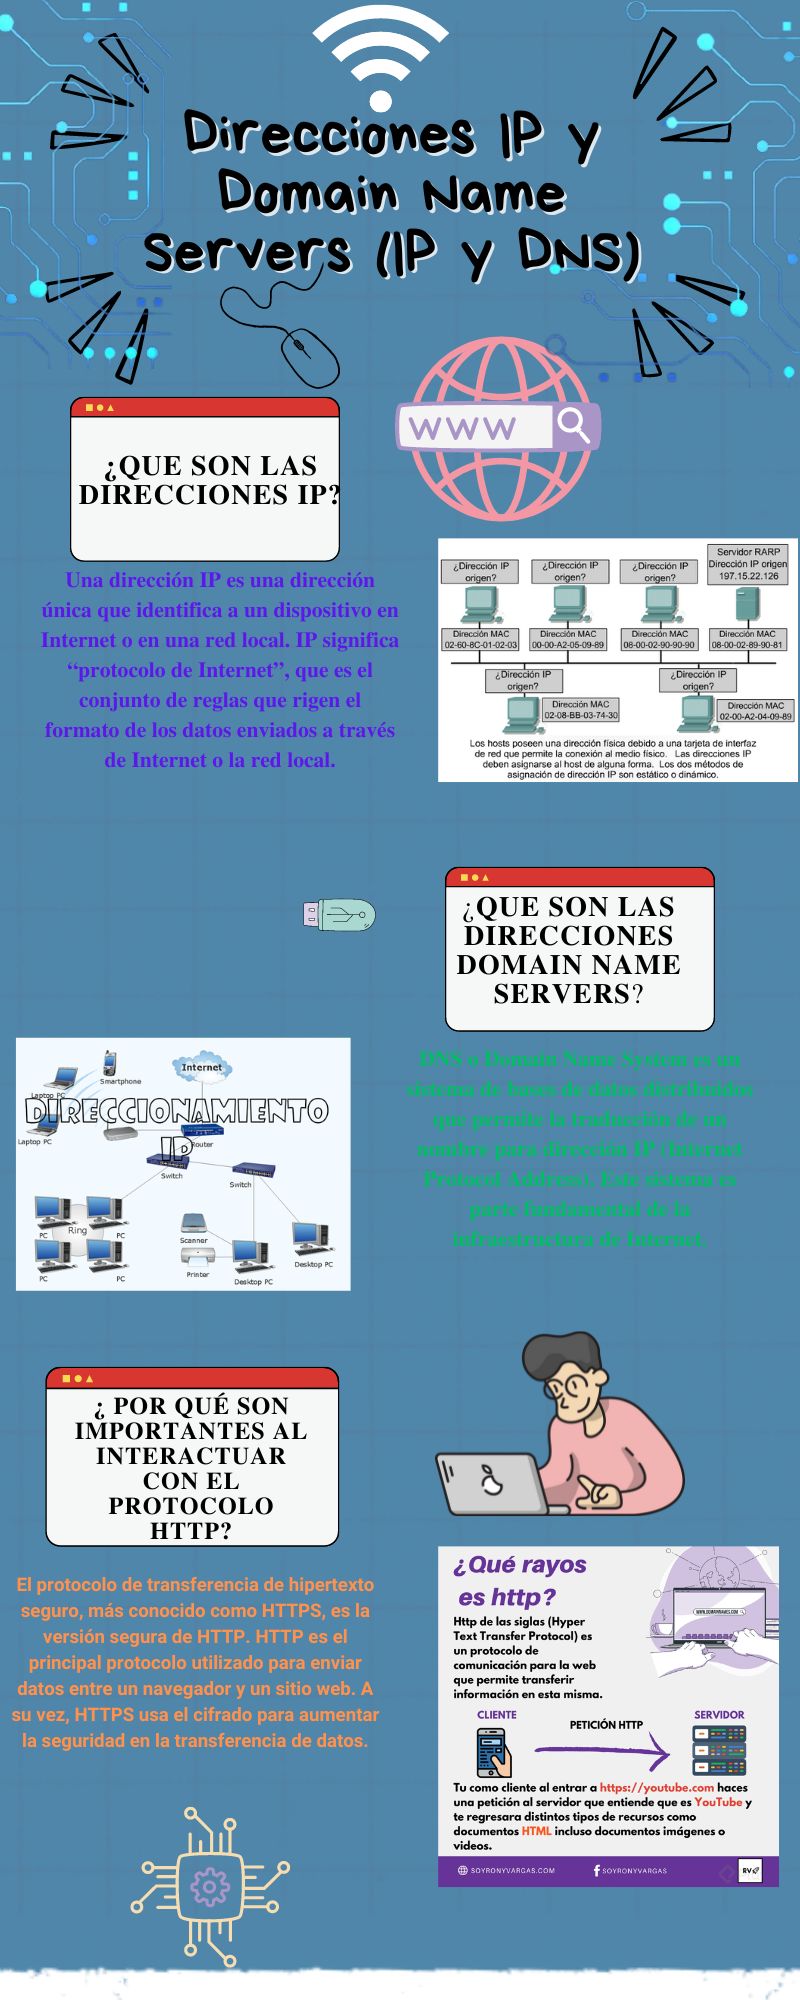 Direcciones IP y
Domain Name
Servers (IP y DNS)
WWW
¿QUE SON LAS
DIRECCIONES IP?
Una dirección IP es una dirección
única que identifica a un dispositivo en
Internet o en una red local. IP significa
“protocolo de Internet”, que es el
conjunto de reglas que rigen el
formato de los datos enviados a través
de Internet o la red local.
¿Dirección IP
origen?
¿Dirección IP
origen?
¿Dirección IP
origen?
Servidor RARP
Dirección IP origen
197.15.22.126
Dirección MAC
02-60-8C-01-02-03
Dirección MAC
00-00-A2-05-09-89
Dirección MAC
08-00-02-90-90-90
Dirección MAC
08-00-02-89-90-81
¿Dirección IP
origen?
¿Dirección IP
origen?
Dirección MAC
02-08-BB-03-74-30
Dirección MAC
02-00-A2-04-09-89
Los hosts poseen una dirección física debido a una tarjeta de interfaz
de red que permite la conexión al medio físico. Las direcciones IP
deben asignarse al host de alguna forma. Los dos métodos de
asignación de dirección IP son estático o dinámico.
¿QUE SON LAS
DIRECCIONES
DOMAIN NAME
SERVERS?
DNS o Domain Name System es un
sistema de bases de datos distribuidos
que permite la traducción de un
nombre para dirección IP (Internet
Protocol Address). Este sistema es
parte fundamental de la
infraestructura de Internet.
Smartphone
Internet
Laptop PC
DIRECCIONAMIENTO
IP
Laptop PC
Router
Switch
Switch
Ring
PC
PC
PC
PC
Scanner
Printer
Desktop PC
Desktop PC
¿ POR QUÉ SON
IMPORTANTES AL
INTERACTUAR
CON EL
PROTOCOLO
HTTP?
El protocolo de transferencia de hipertexto
seguro, más conocido como HTTPS, es la
versión segura de HTTP. HTTP es el
principal protocolo utilizado para enviar
datos entre un navegador y un sitio web. A
su vez, HTTPS usa el cifrado para aumentar
la seguridad en la transferencia de datos.
¿Qué rayos
es http?
Http de las siglas (Hyper
Text Transfer Protocol) es
un protocolo de
comunicación para la web
que permite transferir
información en esta misma.
WWW.DOMAINNAMES.COM
CLIENTE
PETICIÓN HTTP
SERVIDOR
Tu como cliente al entrar a https://youtube.com haces
una petición al servidor que entiende que es YouTube y
te regresara distintos tipos de recursos como
documentos HTML incluso documentos imágenes o
videos.
SOYRONYVARGAS.COM
SOYRONYVARGAS
RV